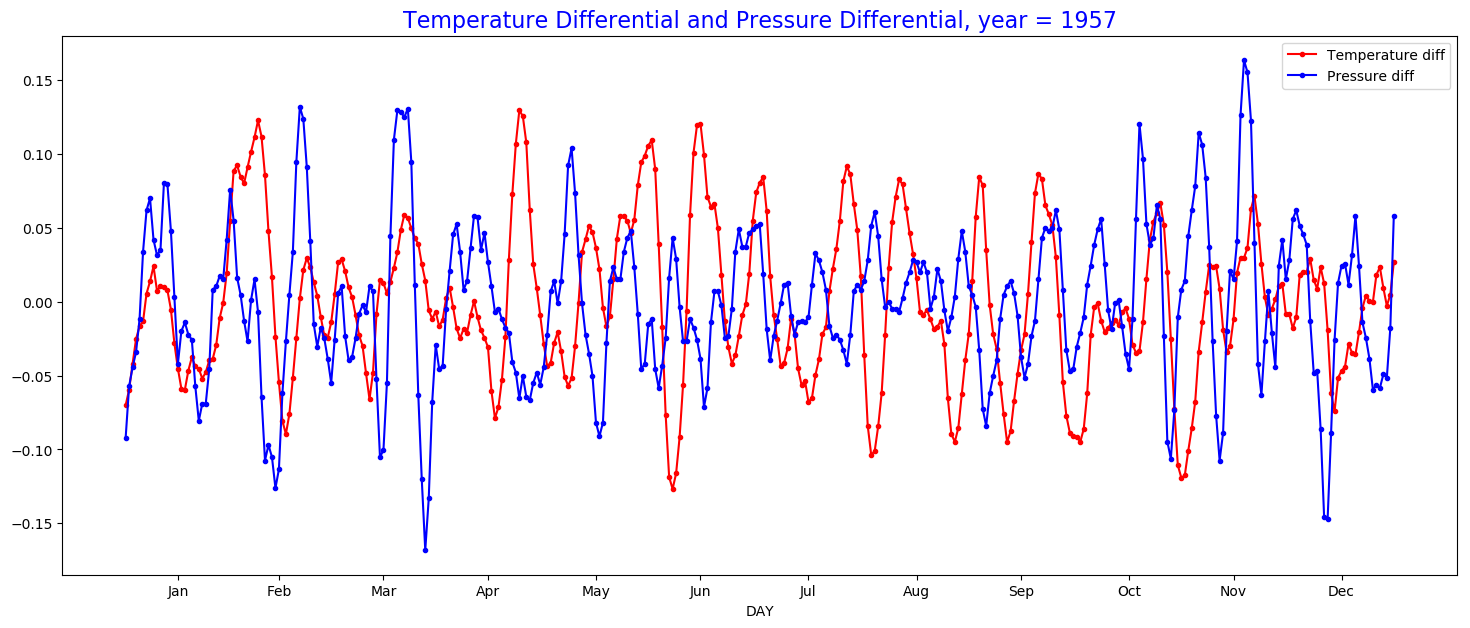 Temperature Differential and Pressure Differential, year = 1957
Temperature diff
Pressure diff
0.15
0.10
0.05
0.00
−0.05
−0.10
−0.15
Jan Feb Mar Apr May Jun Jul Aug Sep Oct Nov Dec
DAY